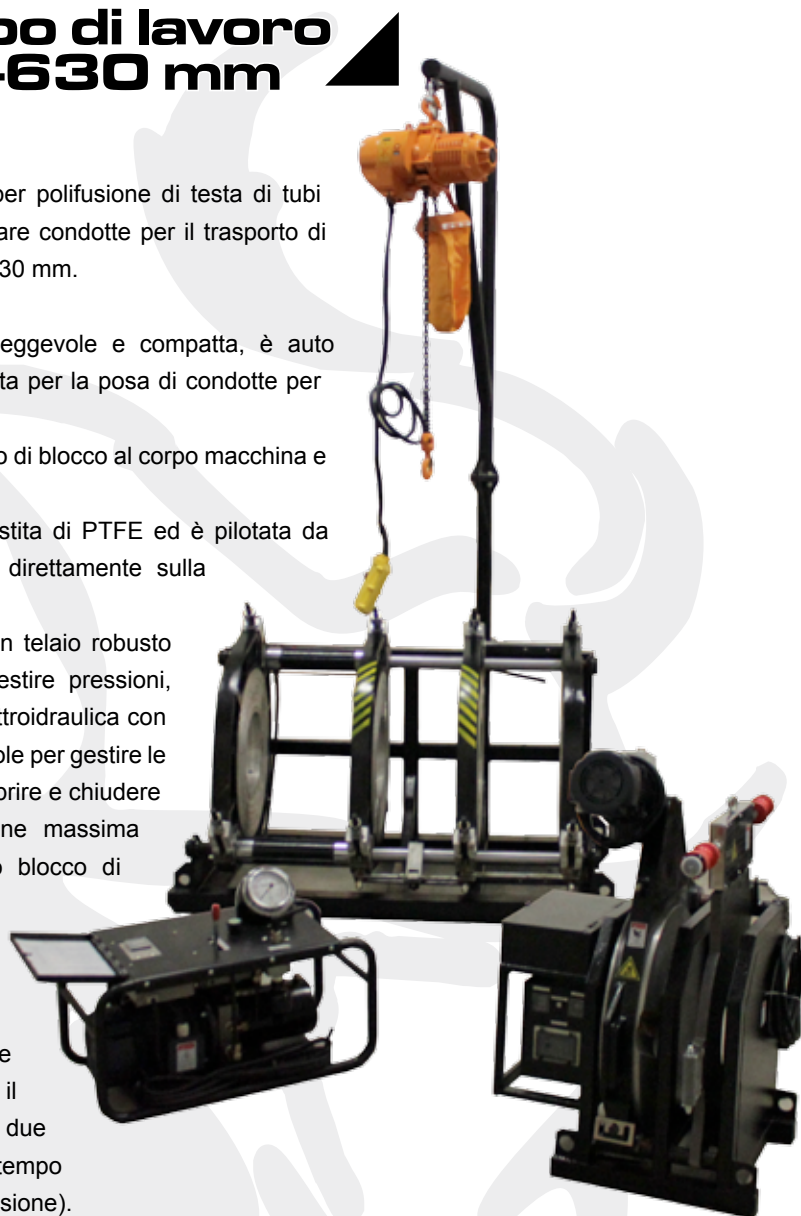 po di lavoro
-630 mm
per polifusione di testa di tubi
are condotte per il trasporto di
30 mm.
eggevole e compatta, è auto
ta per la posa di condotte per
o di blocco al corpo macchina e
stita di PTFE ed è pilotata da
direttamente sulla
n telaio robusto
estire pressioni,
ttroidraulica con
ole per gestire le
prire e chiudere
ne massima
o blocco di
e
il
due
tempo
sione).